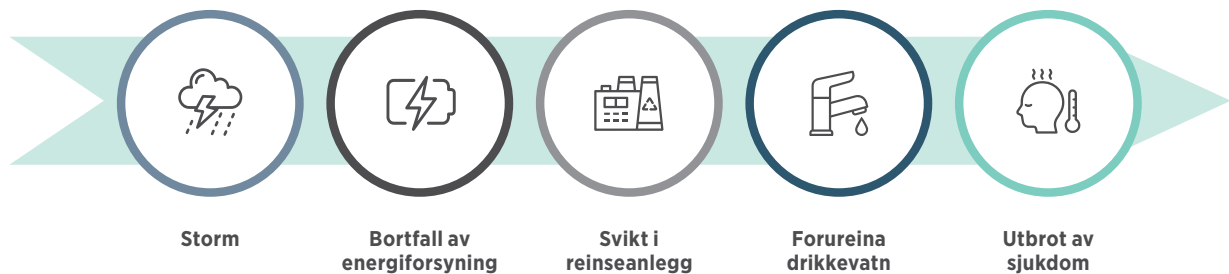 Storm
Bortfall av
energiforsyning
Svikt i
reinseanlegg
Forureina
drikkevatn
Utbrot av
sjukdom